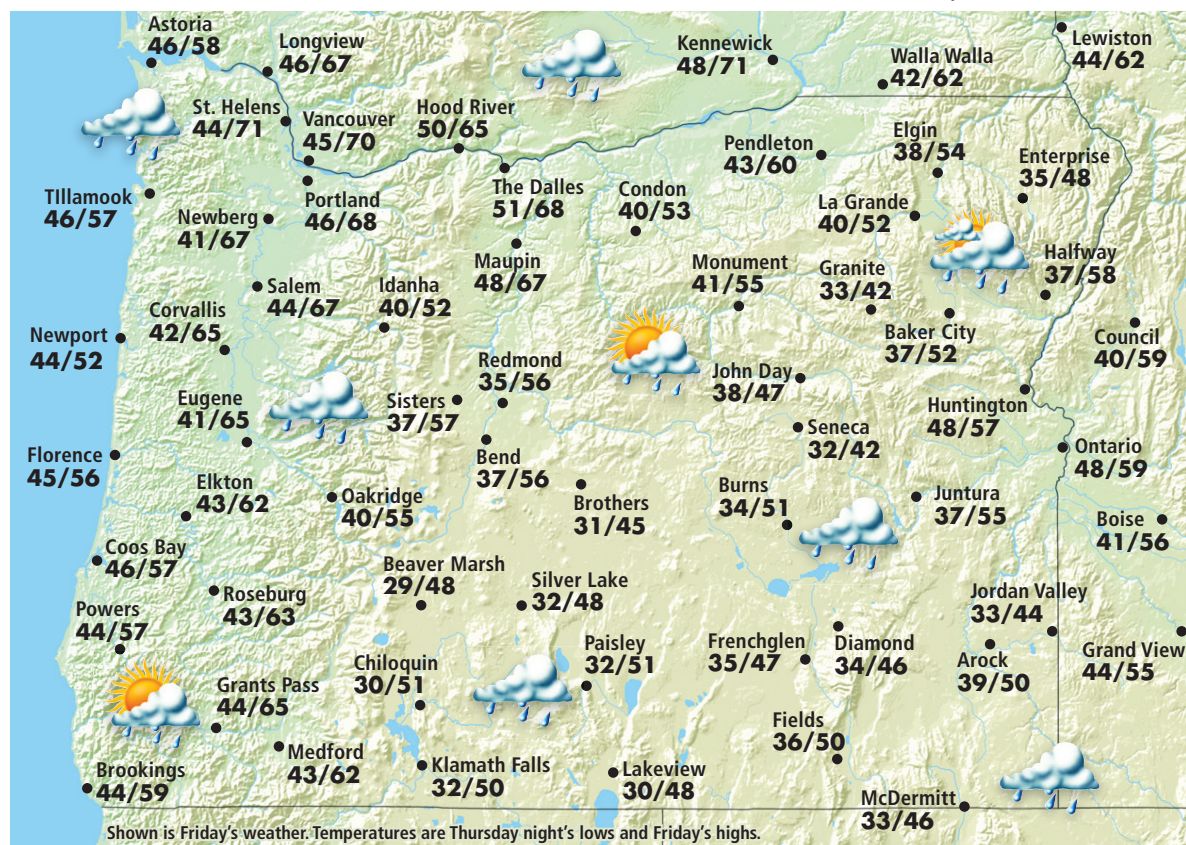 Astoria
46/58
Longview
46/67
Kennewick
48/71
Walla Walla
42/62
Lewiston
44/62
St. Helens
44/71
Vancouver
45/70
Hood River
50/65
Pendleton
43/60
Elgin
38/54
Enterprise
35/48
TIllamook
46/57
Newberg
41/67
Portland
46/68
The Dalles
51/68
Condon
40/53
La Grande
40/52
Maupin
48/67
Monument
41/55
Granite
33/42
Halfway
37/58
Salem
44/67
Idanha
40/52
Corvallis
42/65
Newport
44/52
Baker City
37/52
Council
40/59
Redmond
35/56
John Day
38/47
Eugene
41/65
Sisters
37/57
Huntington
48/57
Seneca
32/42
Florence
45/56
Bend
37/56
Ontario
48/59
Elkton
43/62
Oakridge
40/55
Brothers
31/45
Burns
34/51
Juntura
37/55
Boise
41/56
Coos Bay
46/57
Beaver Marsh
29/48
Silver Lake
32/48
Roseburg
43/63
Jordan Valley
33/44
Powers
44/57
Paisley
32/51
Frenchglen
35/47
Diamond
34/46
Arock
39/50
Grand View
44/55
Chiloquin
30/51
Grants Pass
44/65
Fields
36/50
Medford
43/62
Klamath Falls
32/50
Lakeview
30/48
Brookings
44/59
McDermitt
33/46
Shown is Friday's weather. Temperatures are Thursday night's lows and Friday's highs.